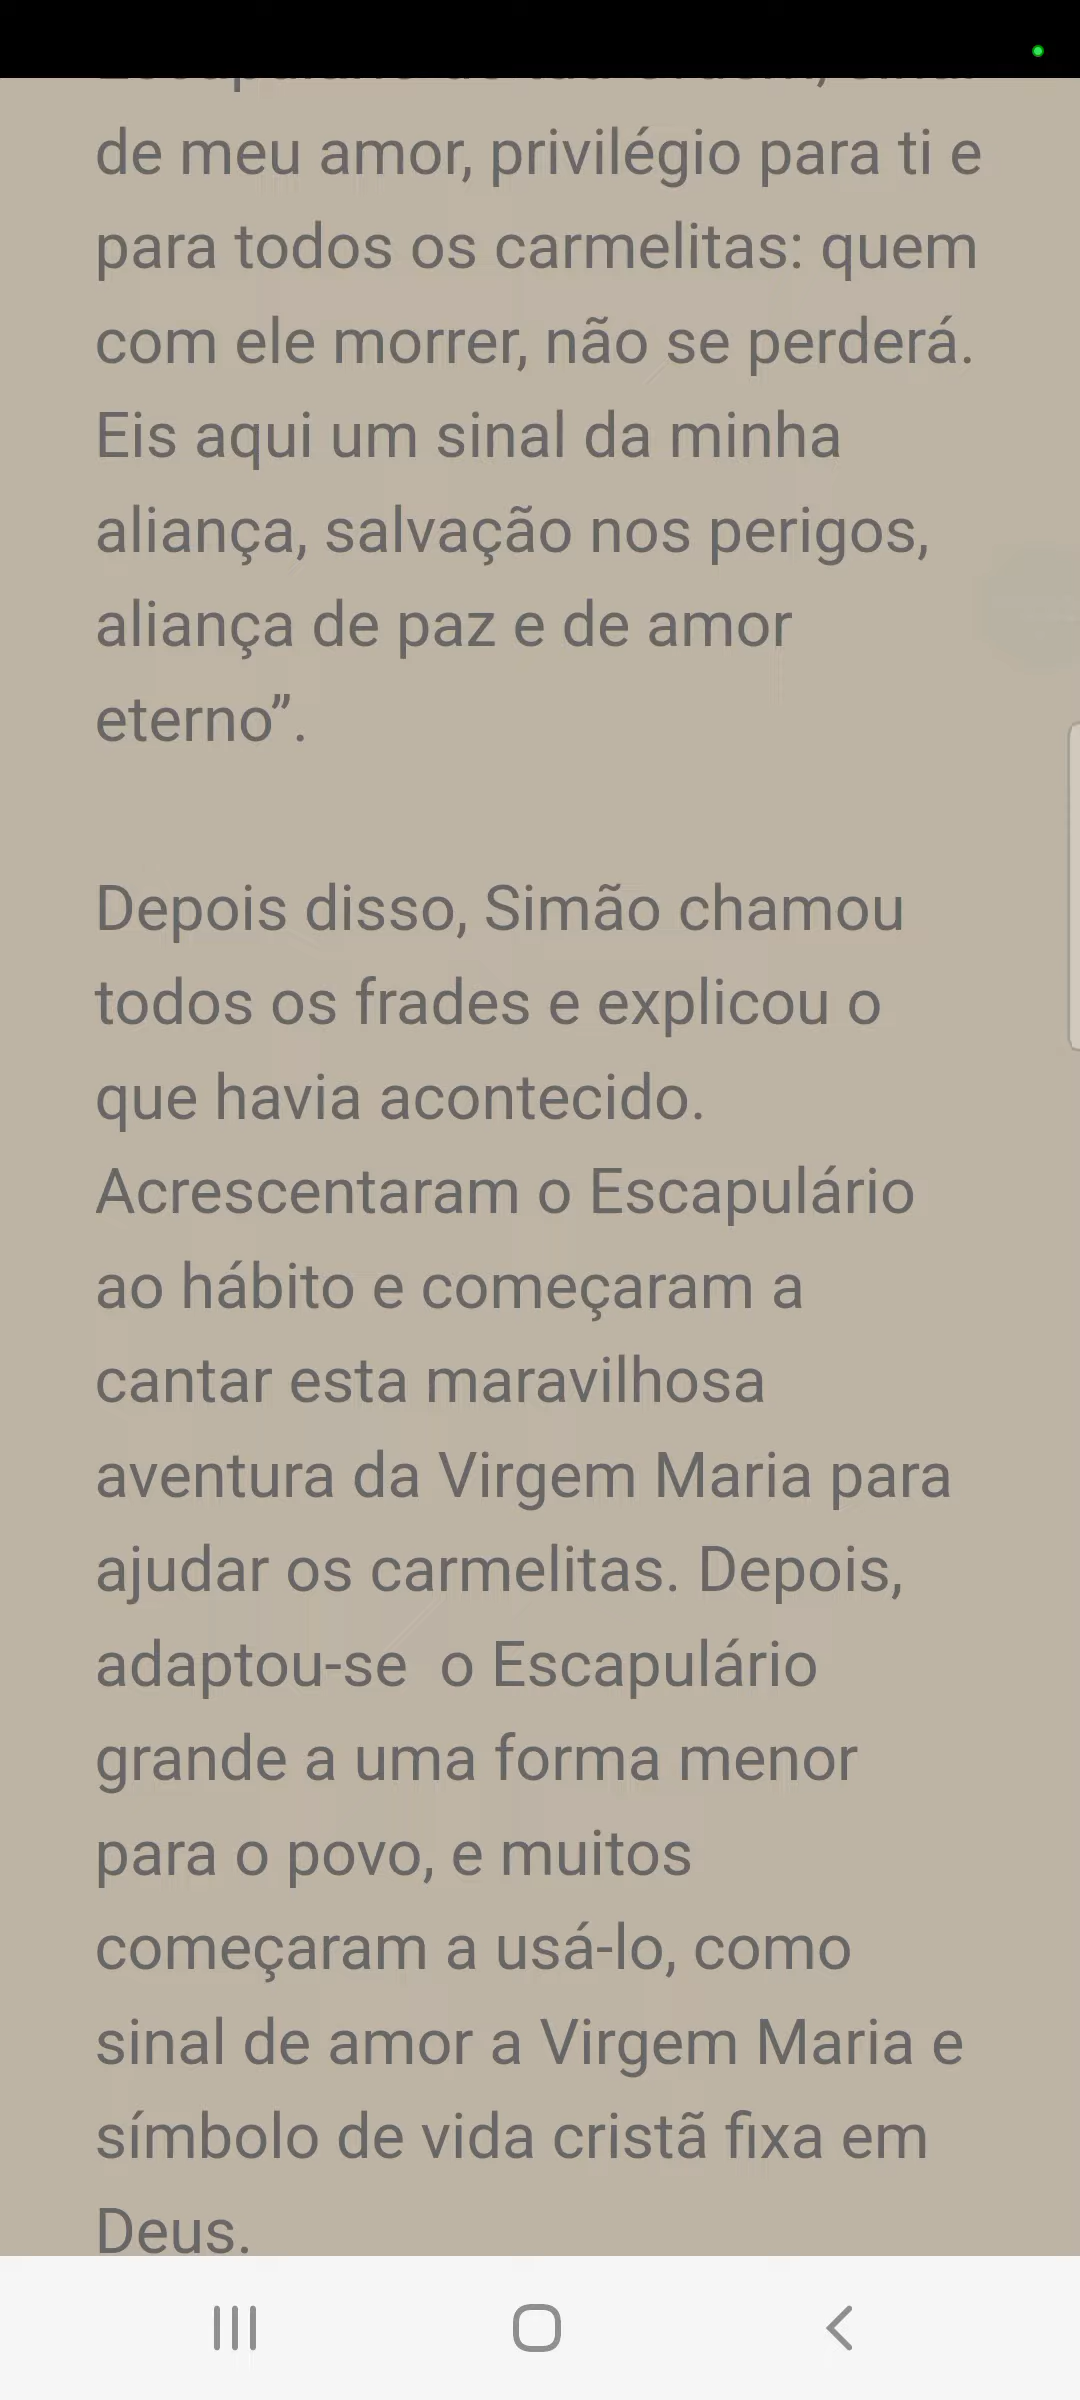 de meu amor, privilégio para ti e
para todos os carmelitas: quem
com ele morrer, não se perderá.
Eis aqui um sinal da minha
aliança, salvação nos perigos,
aliança de paz e de amor
eterno”.
Depois disso, Simão chamou
todos os frades e explicou o
que havia acontecido.
Acrescentaram o Escapulário
ao hábito e começaram a
cantar esta maravilhosa
aventura da Virgem Maria para
ajudar os carmelitas. Depois,
adaptou-se  o Escapulário
grande a uma forma menor
para o povo, e muitos
começaram a usá-lo, como
sinal de amor a Virgem Maria e
símbolo de vida cristã fixa em
Deus.